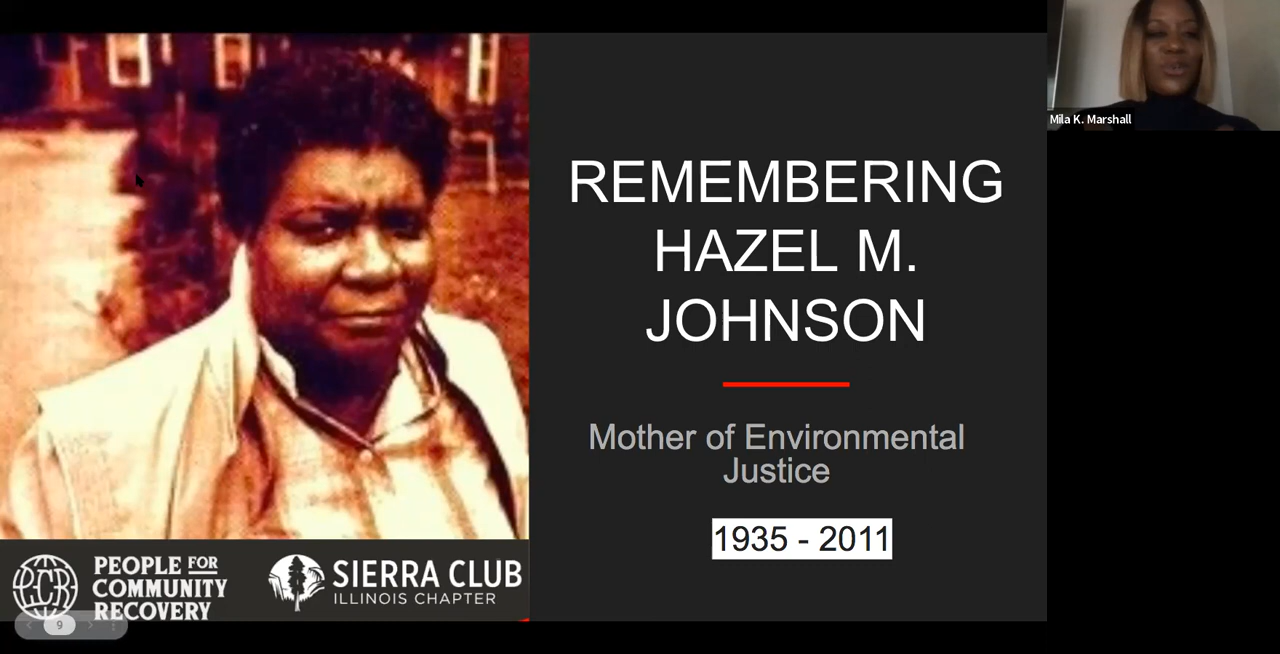 REMEMBERING
HAZEL M.
JOHNSON
Mother of Environmental
Justice
1935 - 2011
PCR
PEOPLE FOR
COMMUNITY
RECOVERY
SIERRA CLUB
ILLINOIS CHAPTER
9
Mila K. Marshall